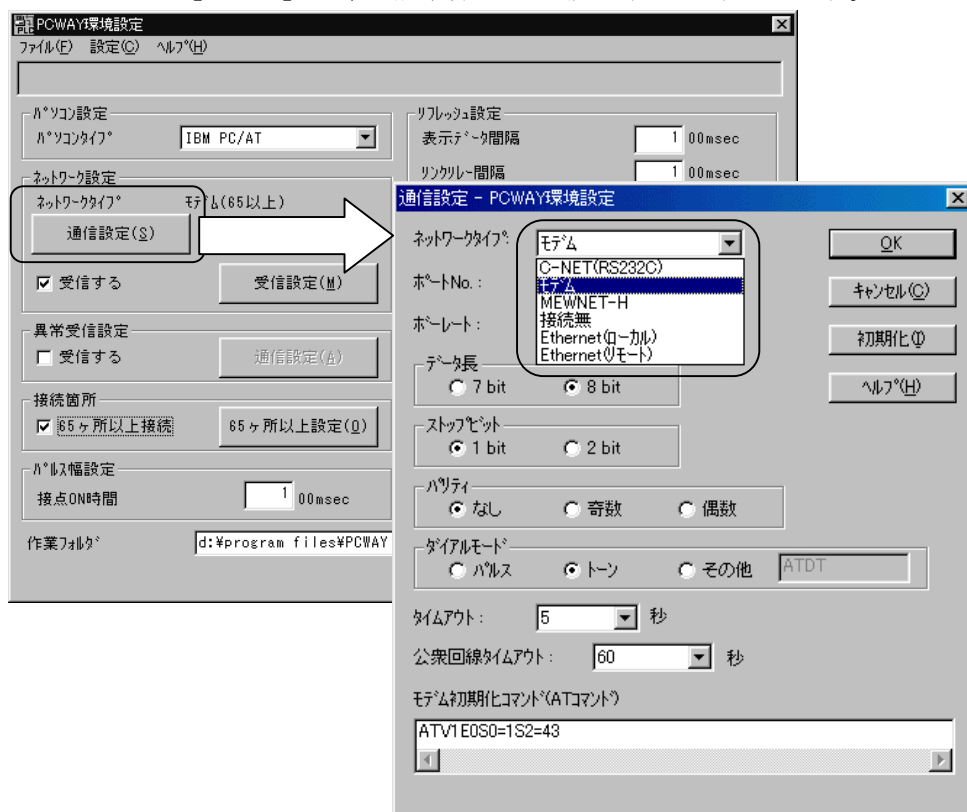 PCWAY環境設定
ﾌｧｲﾙ(F) 設定(C) ﾍﾙﾌﾟ(H)
ﾊﾟｿｺﾝ設定
ﾊﾟｿｺﾝﾀｲﾌﾟ IBM PC/AT
ﾘﾌﾚｯｼｭ設定
表示ﾃﾞｰﾀ間隔 1 00msec
ﾘﾝｸﾘﾚｰ間隔 1 00msec
ﾈｯﾄﾜｰｸ設定
ﾈｯﾄﾜｰｸﾀｲﾌﾟ ﾓﾃﾞﾑ(65以上)
通信設定(S)
受信する 受信設定(M)
異常受信設定
受信する 通信設定(A)
接続箇所
65ヶ所以上接続 65ヶ所以上設定(O)
ﾊﾟﾙｽ幅設定
接点ON時間 1 00msec
作業ﾌｫﾙﾀﾞ d:¥program files¥PCWAY
通信設定 - PCWAY環境設定
ﾈｯﾄﾜｰｸﾀｲﾌﾟ: ﾓﾃﾞﾑ
C-NET(RS232C)
ﾓﾃﾞﾑ
MEWNET-H
接続無
Ethernet(ﾛｰｶﾙ)
Ethernet(ﾘﾓｰﾄ)
ﾎﾟｰﾄNo. :
ﾎﾞｰﾚｰﾄ :
OK
ｷｬﾝｾﾙ(C)
初期化(I)
ﾍﾙﾌﾟ(H)
ﾃﾞｰﾀ長
7 bit 8 bit
ｽﾄｯﾌﾟﾋﾞｯﾄ
1 bit 2 bit
ﾊﾟﾘﾃｨ
なし 奇数 偶数
ﾀﾞｲｱﾙﾓｰﾄﾞ
ﾊﾟﾙｽ ﾄｰﾝ その他 ATDT
ﾀｲﾑｱｳﾄ : 5 秒
公衆回線ﾀｲﾑｱｳﾄ : 60 秒
ﾓﾃﾞﾑ初期化ｺﾏﾝﾄﾞ(ATｺﾏﾝﾄﾞ)
ATV1E0S0=1S2=43